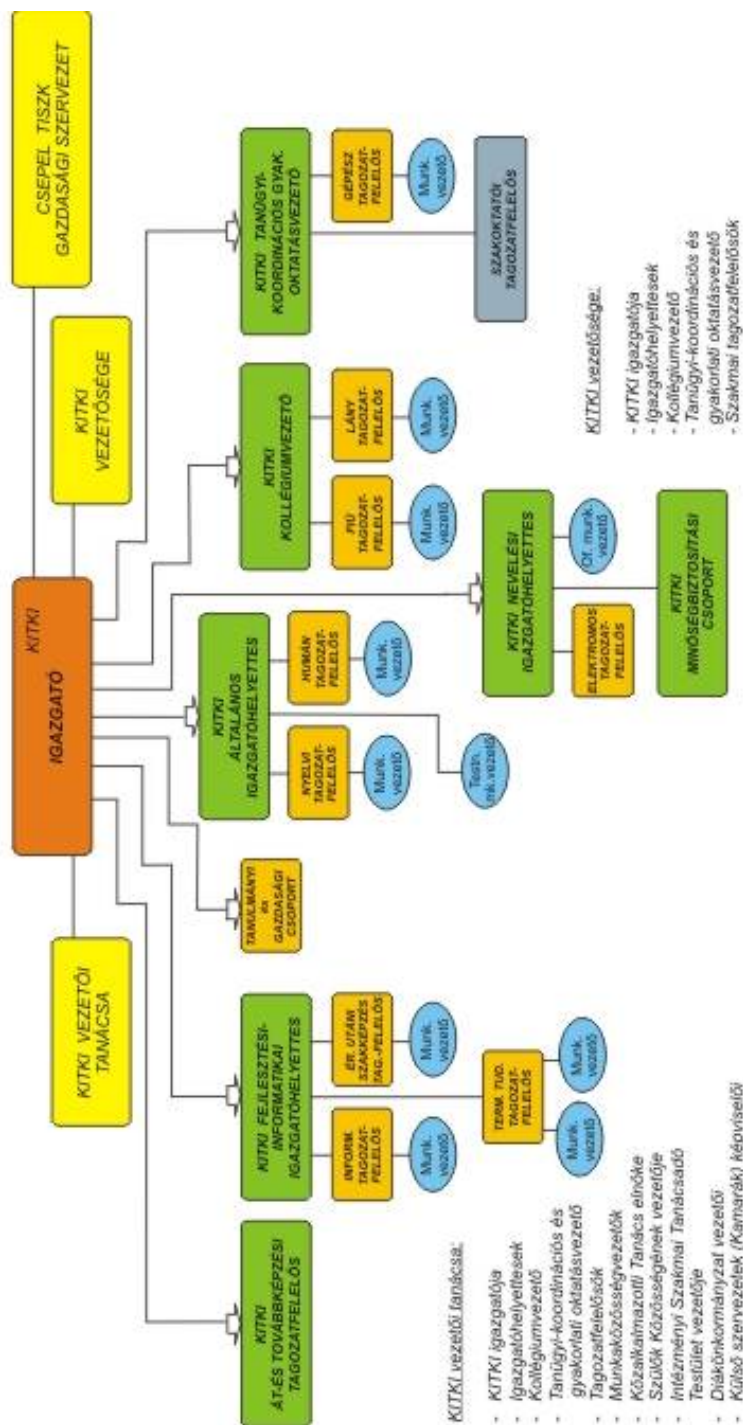 CSEPEL TISZK
GAZDASÁGI SZERVEZET
KITKI
IGAZGATÓ
KITKI
VEZETŐSÉGE
KITKI VEZETŐI
TANÁCSA
KITKI
ÁT-ÉS TOVÁBBKÉPZÉSI
TAGOZATFELELŐS
KITKI FEJLESZTÉSI-
INFORMATIKAI
IGAZGATÓHELYETTES
INFORM.
TAGOZAT-
FELELŐS
Munk.
vezető
ÉR. UTÁNI
SZAKKÉPZÉS
TAG.-FELELŐS
Munk.
vezető
TERM. TUD.
TAGOZAT-
FELELŐS
Munk.
vezető
Munk.
vezető
TANULMÁNYI
és
GAZDASÁGI
CSOPORT
KITKI
ÁLTALÁNOS
IGAZGATÓHELYETTES
NYELVI
TAGOZAT-
FELELŐS
Munk.
vezető
HUMÁN
TAGOZAT-
FELELŐS
Munk.
vezető
Testn.
mk.vezető
KITKI NEVELÉSI
IGAZGATÓHELYETTES
ELEKTROMOS
TAGOZAT-
FELELŐS
Of. munk.
vezető
KITKI
MINŐSÉGBIZTOSÍTÁSI
CSOPORT
KITKI
KOLLÉGIUMVEZETŐ
FIÚ
TAGOZAT-
FELELŐS
Munk.
vezető
LÁNY
TAGOZAT-
FELELŐS
Munk.
vezető
KITKI TANÜGYI-
KOORDINÁCIÓS GYAK.
OKTATÁSVEZETŐ
GÉPÉSZ
TAGOZAT-
FELELŐS
Munk.
vezető
SZAKOKTATÓI
TAGOZATFELELŐS
KITKI vezetői tanácsa:
- KITKI igazgatója
- Igazgatóhelyettesek
- Kollégiumvezető
- Tanügyi-koordinációs és
gyakorlati oktatásvezető
- Tagozatfelelősök
- Munkaközösségvezetők
- Közalkalmazotti Tanács elnöke
- Szülők Közösségének vezetője
- Intézményi Szakmai Tanácsadó
Testület vezetője
- Diákönkormányzat vezetői
- Külső szervezetek (Kamarák) képviselői
KITKI vezetősége:
- KITKI igazgatója
- Igazgatóhelyettesek
- Kollégiumvezető
- Tanügyi-koordinációs és
gyakorlati oktatásvezető
- Szakmai tagozatfelelősök